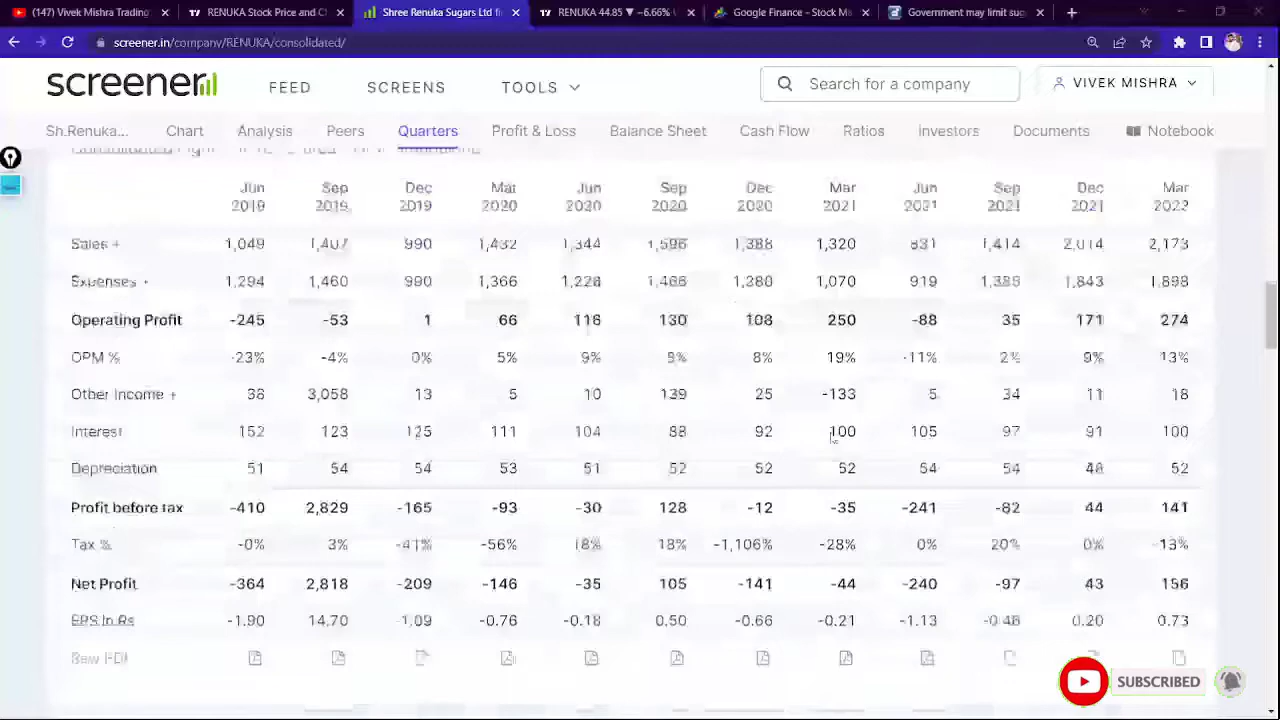 (147) Vivek Mishra Trading
RENUKA Stock Price and C
Shree Renuka Sugars Ltd fi
RENUKA 44.85 ▼ −6.66%
Google Finance - Stock M
Government may limit sug
screener.in/company/RENUKA/consolidated/
screener
FEED
SCREENS
TOOLS
Search for a company
VIVEK MISHRA
Sh.Renuka...
Chart
Analysis
Peers
Quarters
Profit & Loss
Balance Sheet
Cash Flow
Ratios
Investors
Documents
Notebook
Jun 2019 Sep 2019 Dec 2019 Mar 2020 Jun 2020 Sep 2020 Dec 2020 Mar 2021 Jun 2021 Sep 2021 Dec 2021 Mar 2022
Sales + 1,049 1,407 990 1,432 1,344 1,596 1,388 1,320 831 1,414 2,014 2,173
Expenses 1,294 1,460 990 1,366 1,228 1,466 1,280 1,070 919 1,898
Operating Profit -245 -53 1 66 116 130 108 250 -88 35 171 274
OPM % -23% -4% 0% 5% 9% 8% 8% 19% -11% 2% 9% 13%
Other Income + 38 3,058 13 5 10 139 25 -133 5 34 11 18
Interest 152 123 125 111 104 88 92 100 105 97 91 100
Depreciation 51 54 54 53 51 52 52 52 54 54 48 52
Profit before tax -410 2,829 -165 -93 -30 128 -12 -35 -241 -82 44 141
Tax % -0% 3% -41% -56% 18% 18% -1,106% -28% 0% 20% 0% -13%
Net Profit -364 2,818 -209 -146 -35 105 -141 -44 -240 -97 43 156
EPS in Rs -1.90 14.70 -1.09 -0.76 -0.18 0.50 -0.66 -0.21 -1.13 -0.46 0.20 0.73
SUBSCRIBED